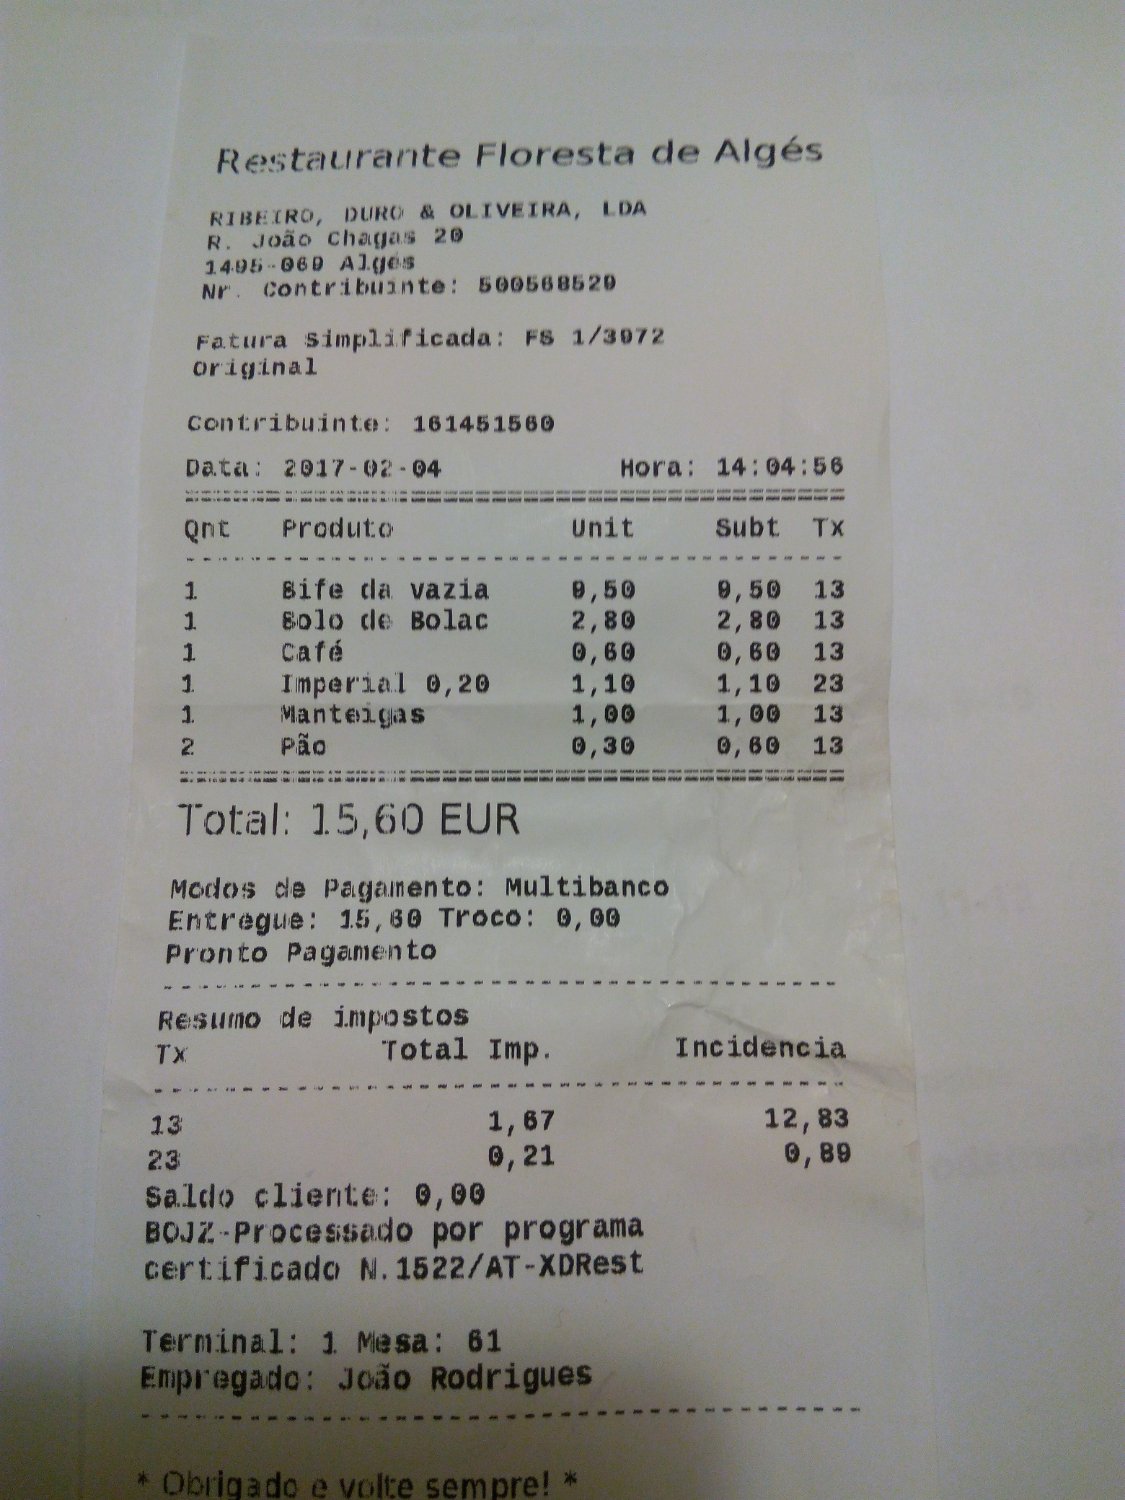 Restaurante Floresta de Algés
RIBEIRO, DURO & OLIVEIRA, LDA
R. João Chagas 20
1495-060 Algés
Nr. Contribuinte: 500568520
Fatura Simplificada: FS 1/3972
Original
Contribuinte: 161451560
Data: 2017-02-04 Hora: 14:04:56
Qnt Produto Unit Subt Tx
1 Bife da vazia 9,50 9,50 13
1 Bolo de Bolac 2,80 2,80 13
1 Café 0,60 0,60 13
1 Imperial 0,20 1,10 1,10 23
1 Manteigas 1,00 1,00 13
2 Pão 0,30 0,60 13
Total: 15,60 EUR
Modos de Pagamento: Multibanco
Entregue: 15,60 Troco: 0,00
Pronto Pagamento
Resumo de impostos
Tx Total Imp. Incidencia
13 1,67 12,83
23 0,21 0,89
Saldo cliente: 0,00
BOJZ-Processado por programa
certificado N.1522/AT-XDRest
Terminal: 1 Mesa: 61
Empregado: João Rodrigues
* Obrigado e volte sempre! *